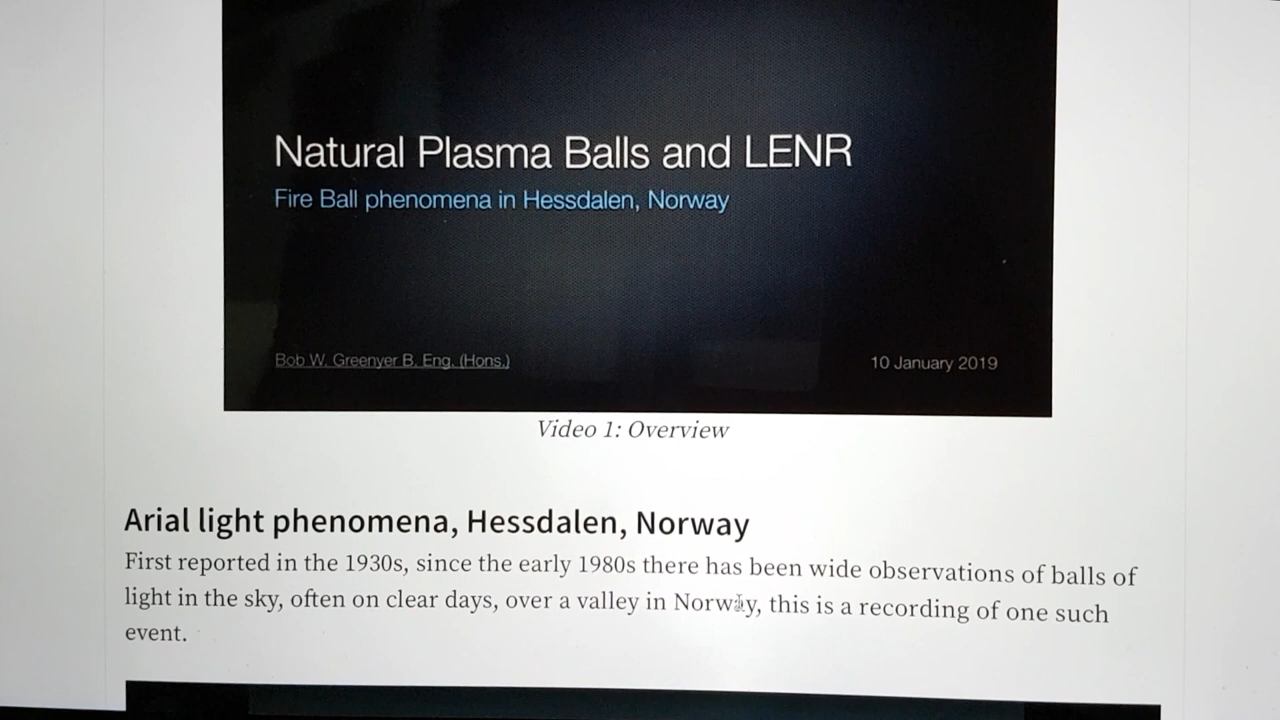 Natural Plasma Balls and LENR
Fire Ball phenomena in Hessdalen, Norway
Bob W. Greenyer B. Eng. (Hons.)
10 January 2019
Video 1: Overview
Arial light phenomena, Hessdalen, Norway
First reported in the 1930s, since the early 1980s there has been wide observations of balls of
light in the sky, often on clear days, over a valley in Norway, this is a recording of one such
event.